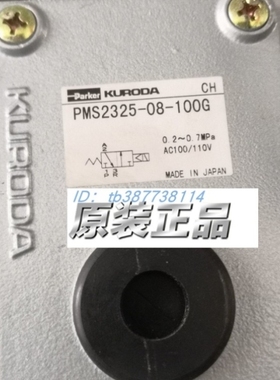 Parker KURODA CH
PMS2325-08-100G
0.2~0.7MPa
AC100/110V
MADE IN JAPAN
ID: tb387738114
原装正品
KURODA